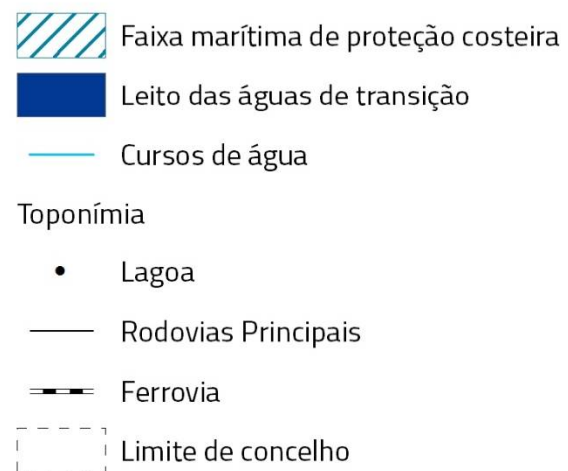 Faixa marítima de proteção costeira
Leito das águas de transição
Cursos de água
Toponímia
Lagoa
Rodovias Principais
Ferrovia
Limite de concelho